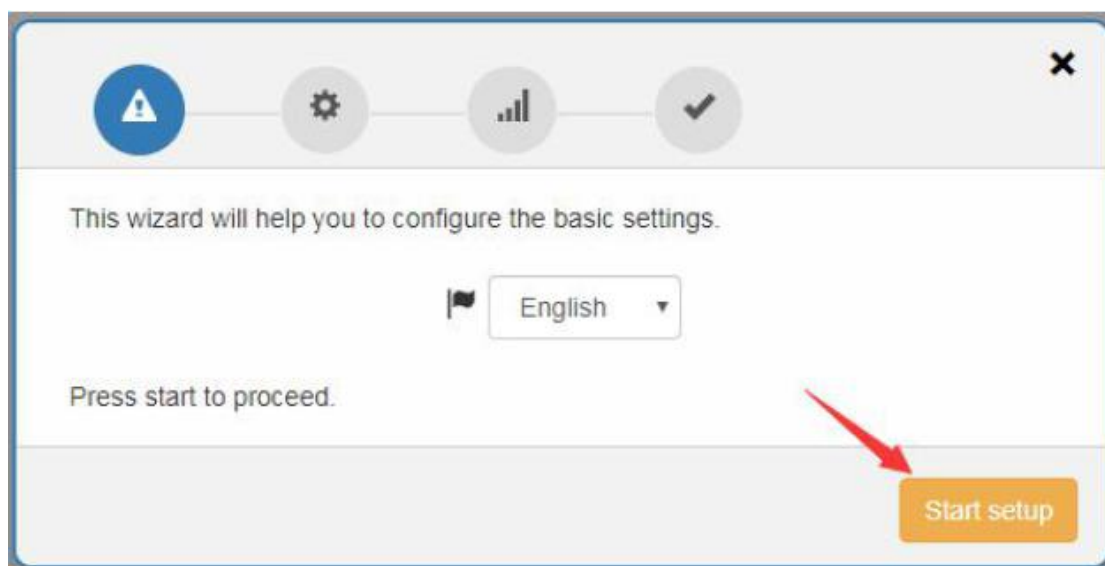 This wizard will help you to configure the basic settings.
English
Press start to proceed.
Start setup